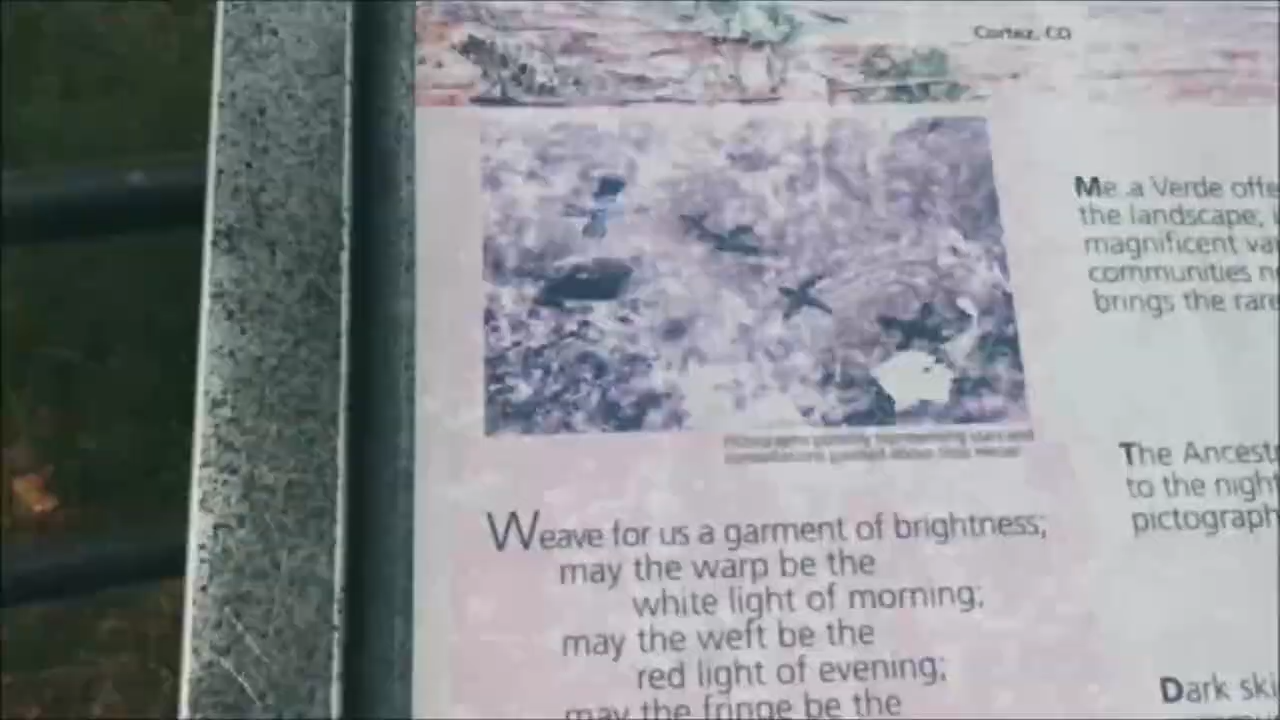 Cortez, CO
Weave for us a garment of brightness;
may the warp be the
white light of morning;
may the weft be the
red light of evening;
may the fringe be the
Me a Verde offe
the landscape,
magnificent va
communities n
brings the rare
The Ancest
to the night
pictograph
Dark ski